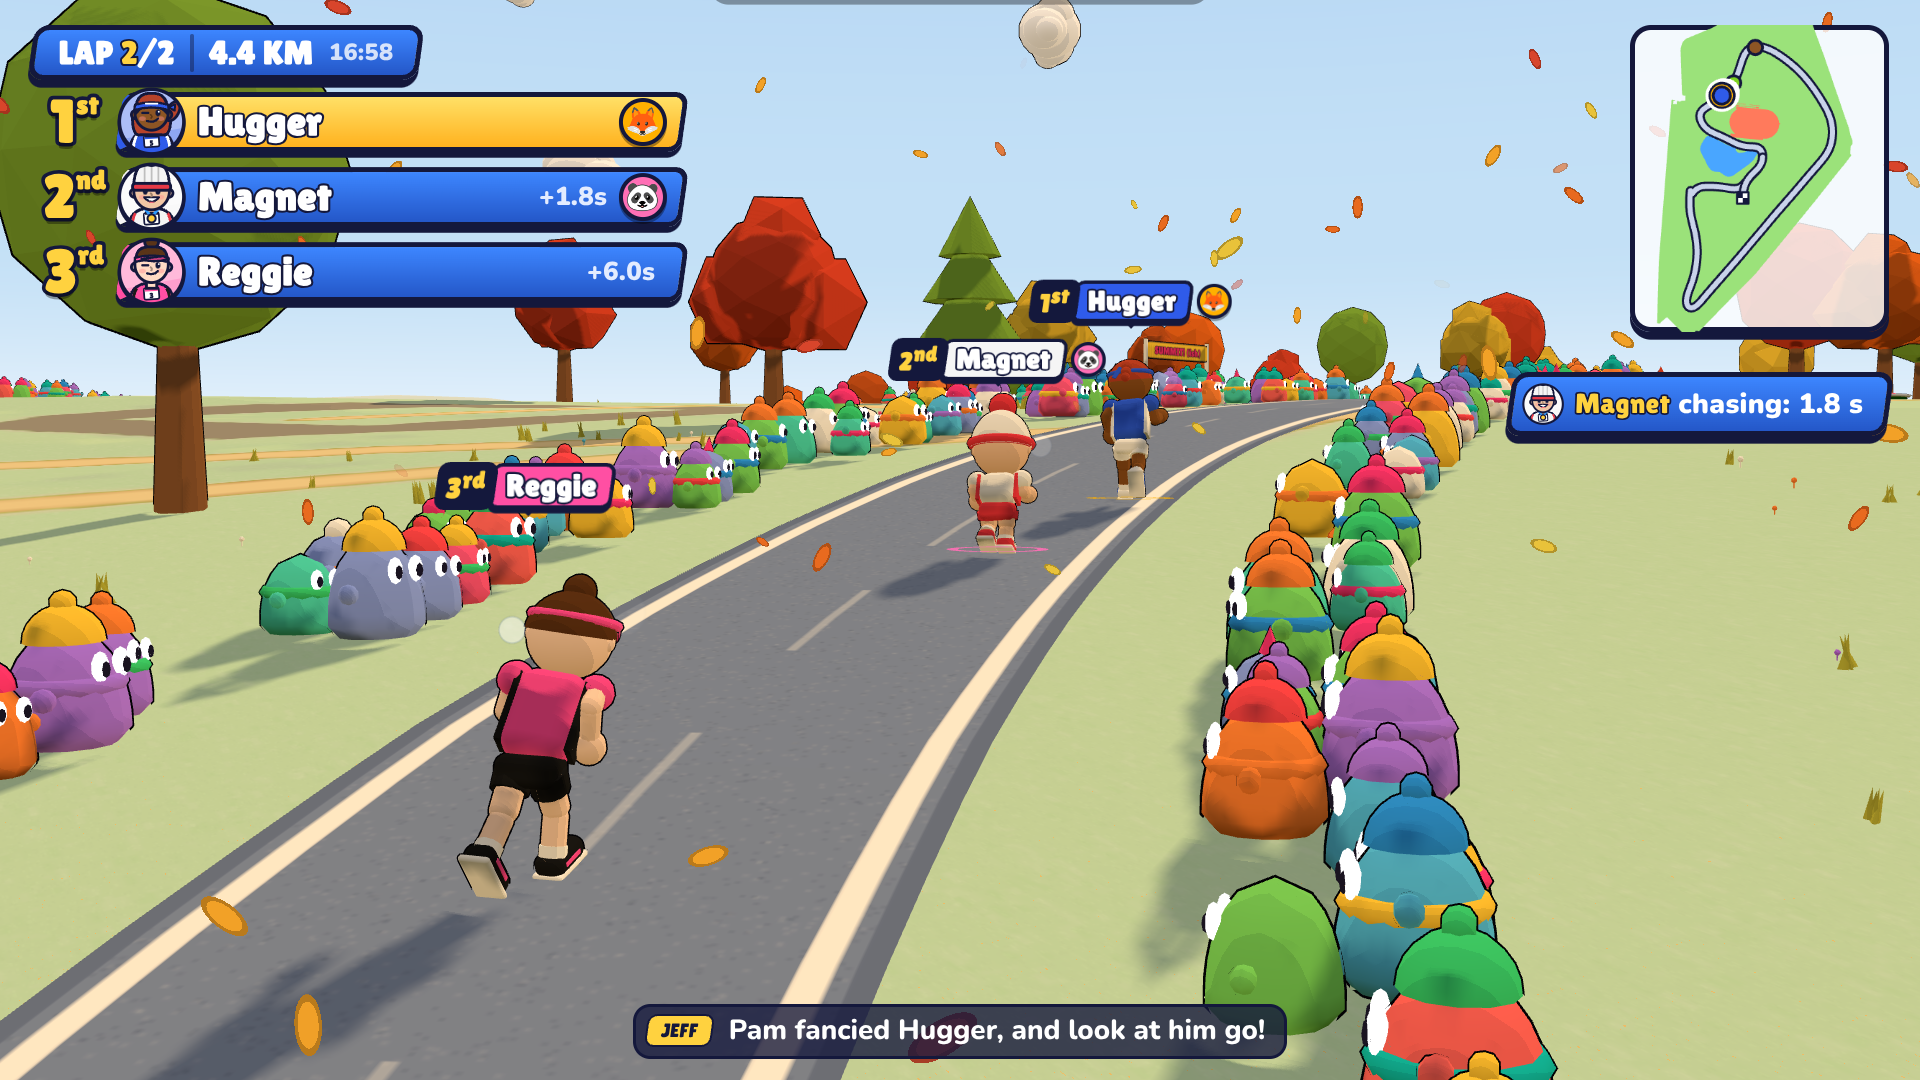 LAP 2/2 4.4 KM 16:58
1st Hugger
2nd Magnet +1.8s
3rd Reggie +6.0s
1st Hugger
2nd Magnet
3rd Reggie
Magnet chasing: 1.8 s
JEFF Pam fancied Hugger, and look at him go!